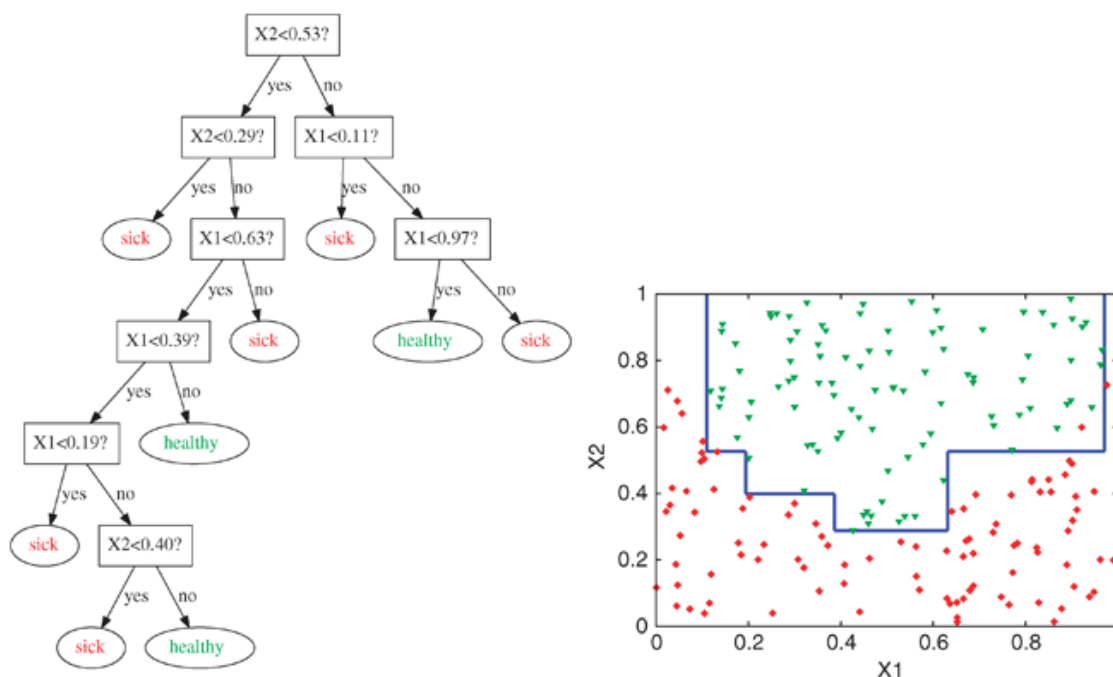 X2<0.53?
yes
no
X2<0.29?
X1<0.11?
yes
no
yes
no
sick
X1<0.63?
sick
X1<0.97?
yes
no
yes
no
X1<0.39?
sick
healthy
sick
yes
no
X1<0.19?
healthy
yes
no
sick
X2<0.40?
yes
no
sick
healthy
1
0.8
0.6
0.4
0.2
0
X2
0
0.2
0.4
0.6
0.8
X1